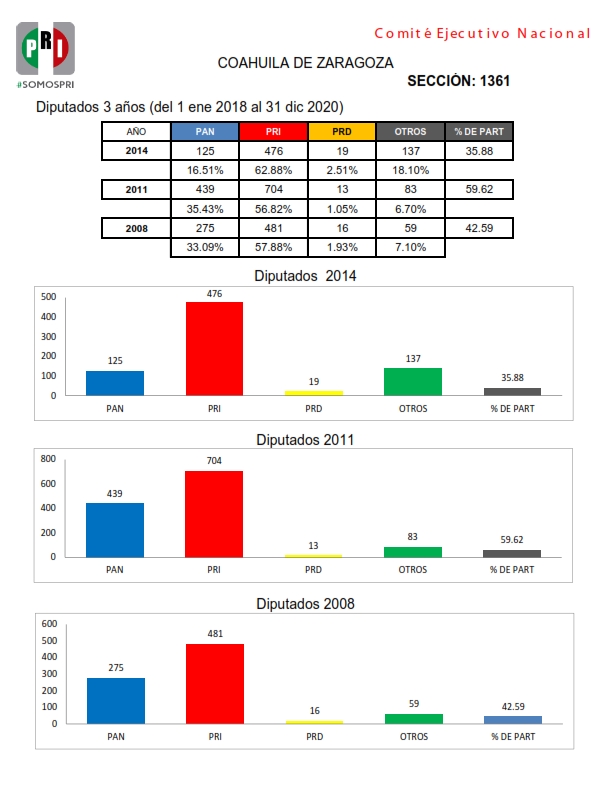 Comité Ejecutivo Nacional
PRI
#SOMOSPRI
COAHUILA DE ZARAGOZA
SECCIÓN: 1361
Diputados 3 años (del 1 ene 2018 al 31 dic 2020)
AÑO PAN PRI PRD OTROS % DE PART
2014 125 476 19 137 35.88
16.51% 62.88% 2.51% 18.10%
2011 439 704 13 83 59.62
35.43% 56.82% 1.05% 6.70%
2008 275 481 16 59 42.59
33.09% 57.88% 1.93% 7.10%
Diputados 2014
500
400
300
200
100
0
125
476
19
137
35.88
PAN PRI PRD OTROS % DE PART
Diputados 2011
800
600
400
200
0
439
704
13
83
59.62
PAN PRI PRD OTROS % DE PART
Diputados 2008
600
500
400
300
200
100
0
275
481
16
59
42.59
PAN PRI PRD OTROS % DE PART